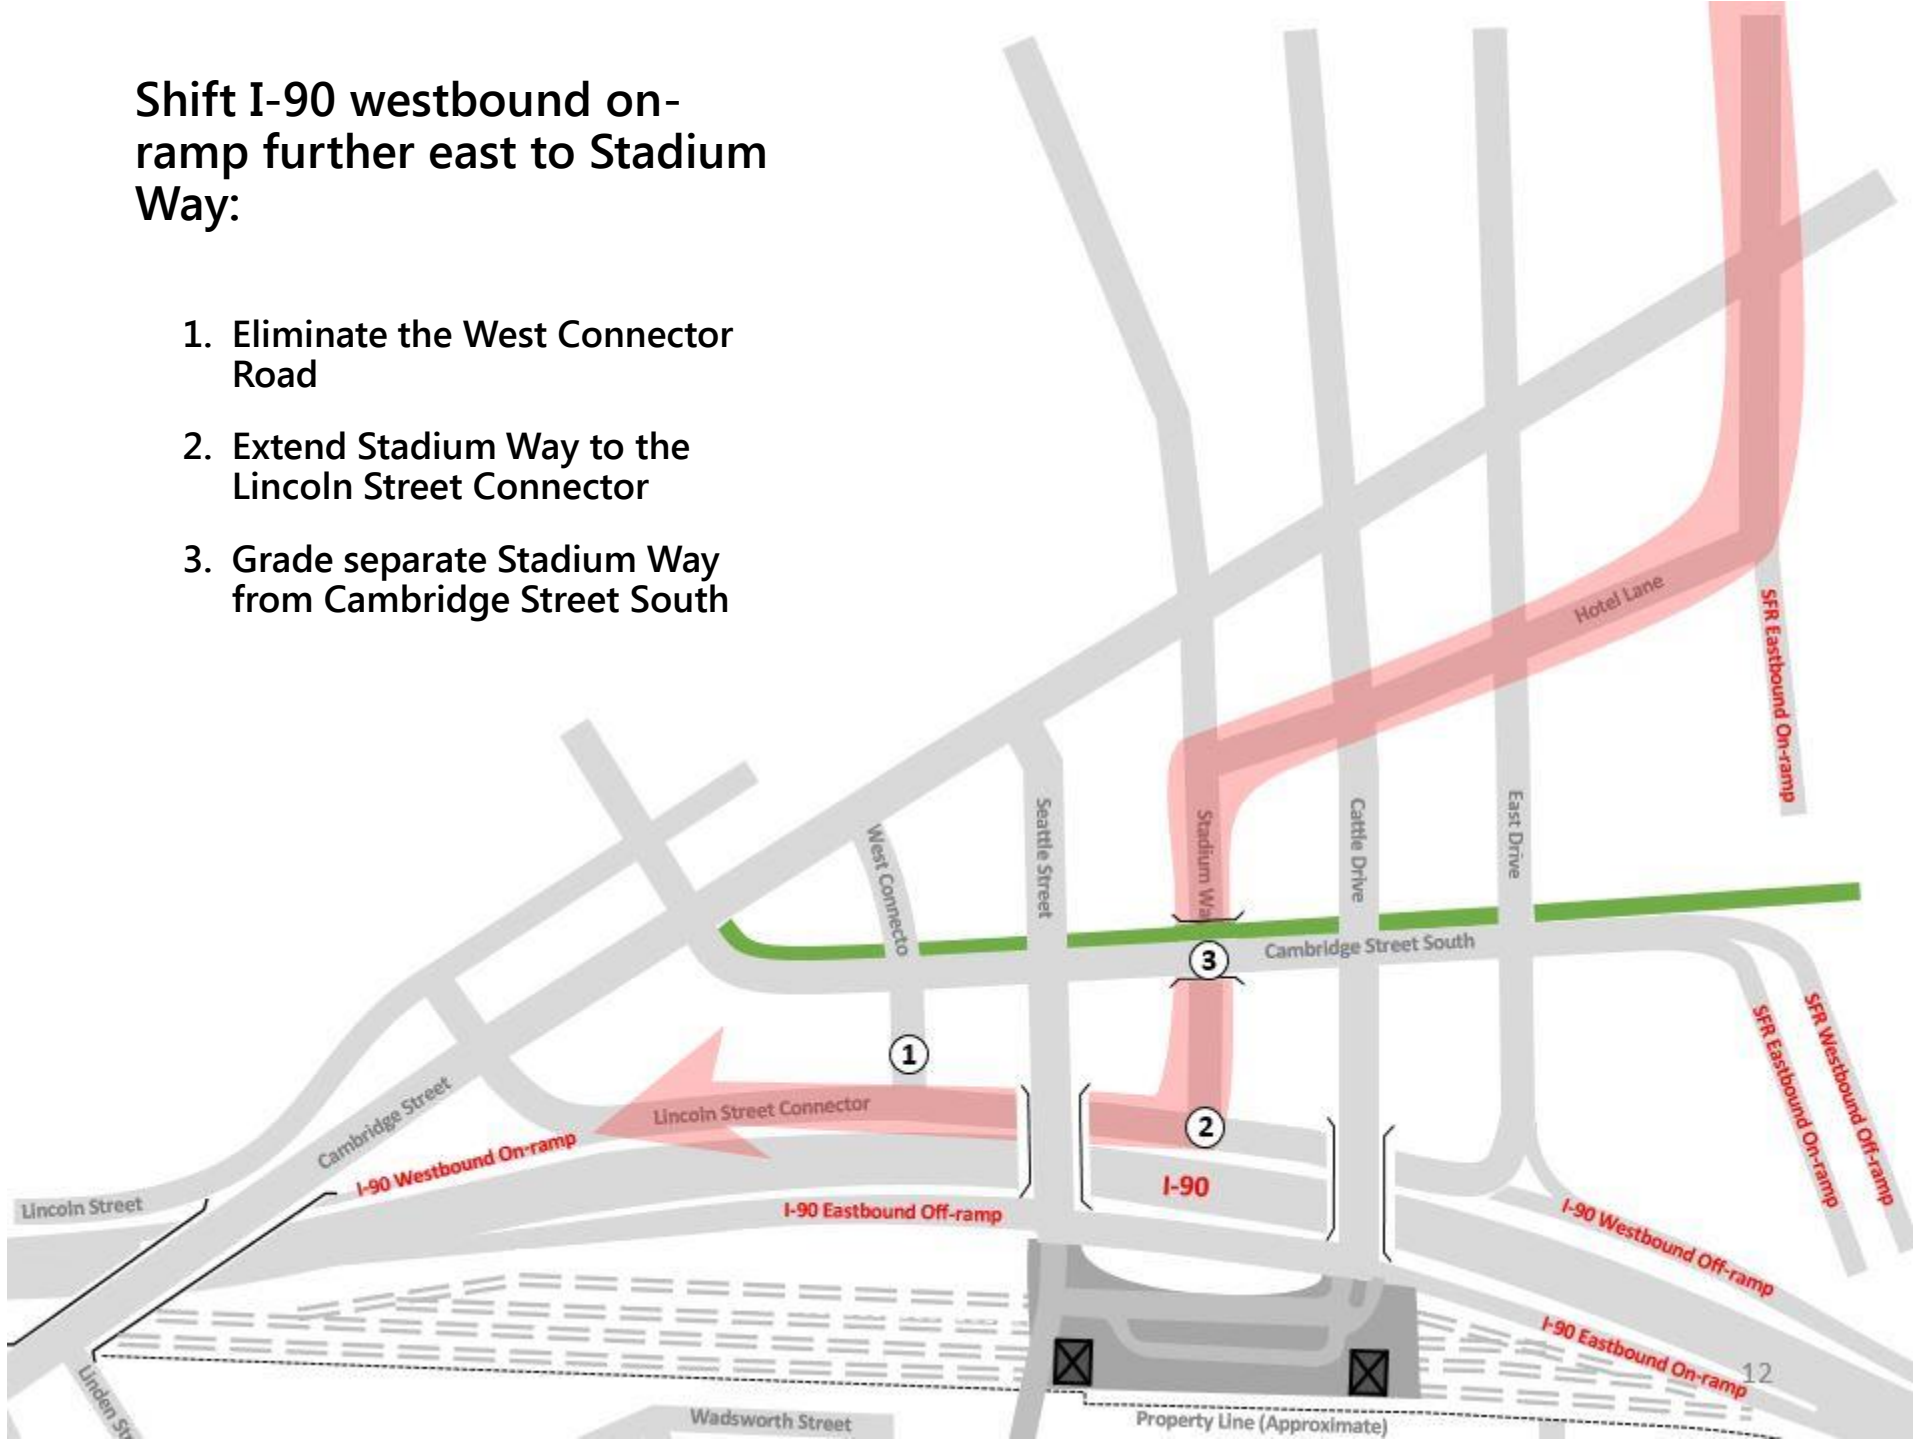 Shift I-90 westbound on-
ramp further east to Stadium
Way:
1. Eliminate the West Connector
Road
2. Extend Stadium Way to the
Lincoln Street Connector
3. Grade separate Stadium Way
from Cambridge Street South
Hotel Lane
SFR Eastbound On-ramp
West Connecto
Seattle Street
Stadium Wa
Cattle Drive
East Drive
Cambridge Street South
3
1
2
SFR Eastbound On-ramp
SFR Westbound Off-ramp
Lincoln Street Connector
Cambridge Street
I-90 Westbound On-ramp
I-90
Lincoln Street
I-90 Eastbound Off-ramp
I-90 Westbound Off-ramp
I-90 Eastbound On-ramp
12
Linden Str
Wadsworth Street
Property Line (Approximate)